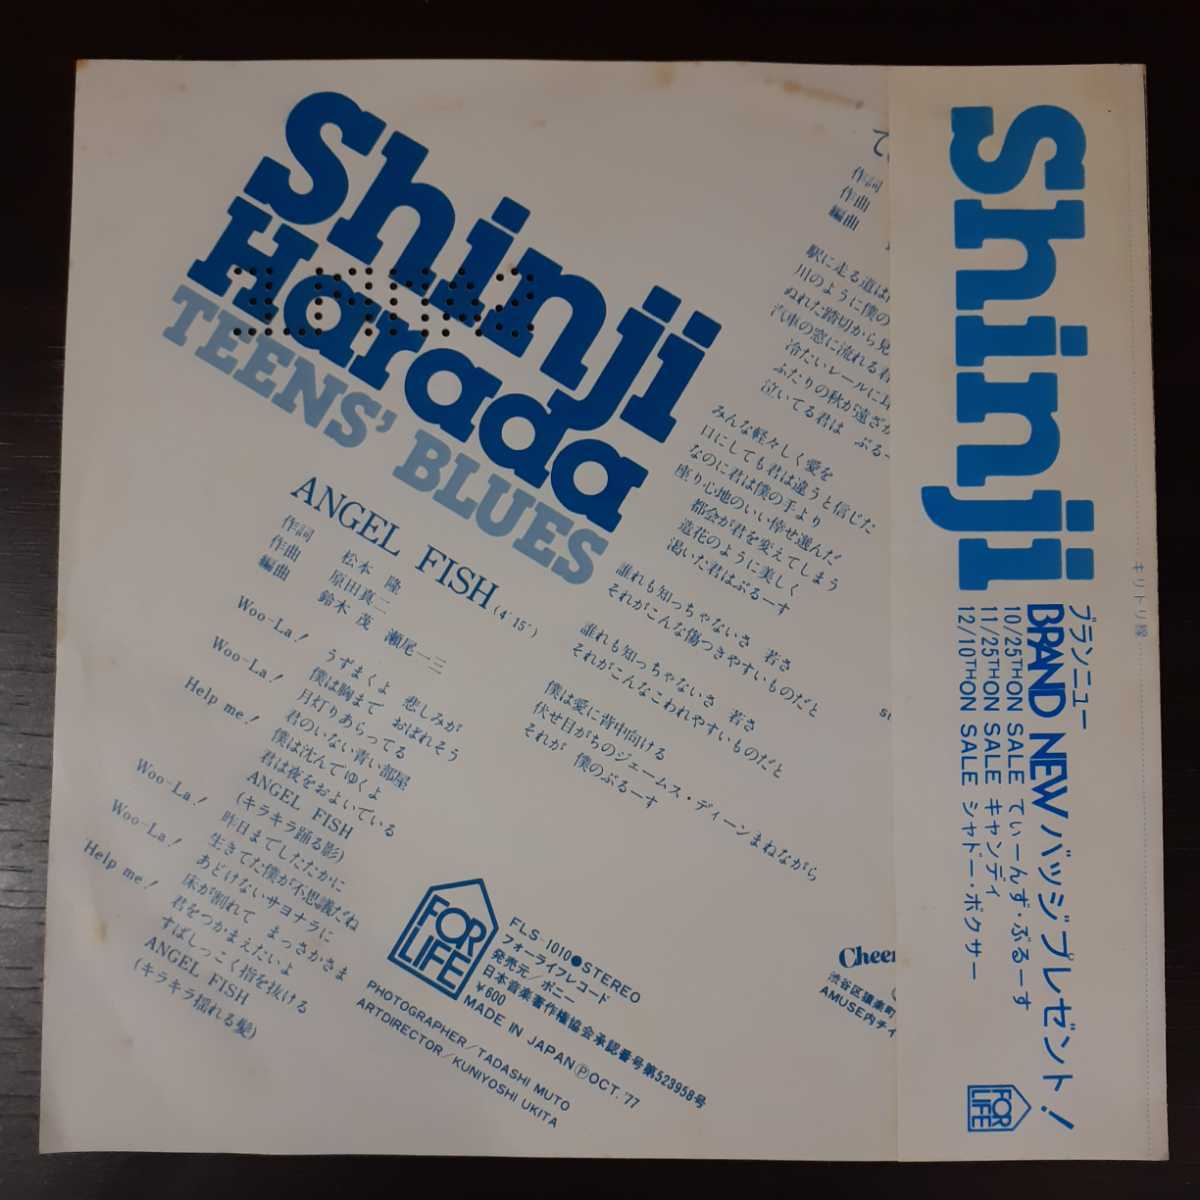 Shinji
Harada
TEENS' BLUES
ANGEL FISH (4'15")
作詞 松本 隆
作曲 原田真二
編曲 鈴木 茂 瀬尾一三
Woo-La! うずまくよ 悲しみが
Woo-La! 僕は胸まで おぼれそう
Help me! 月灯りあらってる
君のいない青い部屋
僕は沈んでゆくよ
君は夜をおよいでいる
ANGEL FISH
(キラキラ踊る影)
Woo-La! 昨日までしたたかに
Woo-La! 生きてた僕が不思議だね
Help me! あどけないサヨナラに
床が割れて まっさかさま
君をつかまえたいよ
すばしっこく指を抜ける
ANGEL FISH
(キラキラ揺れる髪)
て
作詞
作曲
編曲
駅に走る道は
川のように僕の
ぬれた踏切から見
汽車の窓に流れる君
冷たいレールに耳
ふたりの秋が遠ざか
泣いてる君は ぶるー
みんな軽々しく愛を
口にしても君は違うと信じた
なのに君は僕の手より
座り心地のいい倖せ選んだ
都会が君を変えてしまう
造花のように美しく
渇いた君はぶるーす
誰れも知っちゃないさ 若さ
それがこんな傷つきやすいものだと
誰れも知っちゃないさ 若さ
それがこんなこわれやすいものだと
僕は愛に背中向ける
伏せ目がちのジェームス・ディーンまねながら
それが 僕のぶるーす
FOR
LIFE
FLS-1010●STEREO
フォーライフレコード
発売元/ポニー
日本音楽著作権協会承認番号第523958号
¥600
MADE IN JAPAN Ⓟ OCT. '77
PHOTOGRAPHER/TADASHI MUTO
ARTDIRECTOR/KUNIYOSHI UKITA
Cheer
渋谷区猿楽町
AMUSE内チィ
Shinji
ブランニュー
BRAND NEW バッジプレゼント!
10/25TH ON SALE てぃーんず・ぶるーす
11/25TH ON SALE キャンディ
12/10TH ON SALE シャドー・ボクサー
FOR
LIFE
キリトリ線